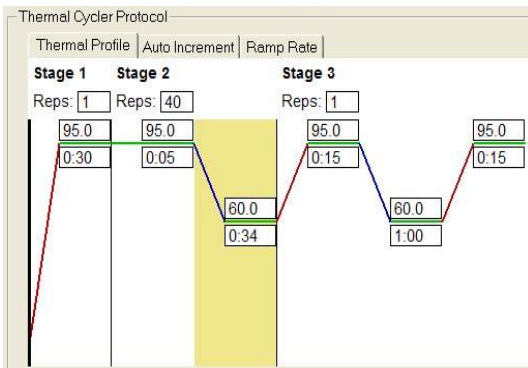 Thermal Cycler Protocol
Thermal Profile Auto Increment Ramp Rate
Stage 1 Stage 2 Stage 3
Reps: 1 Reps: 40 Reps: 1
95.0 95.0 95.0 95.0
0:30 0:05 0:15 0:15
60.0 60.0
0:34 1:00